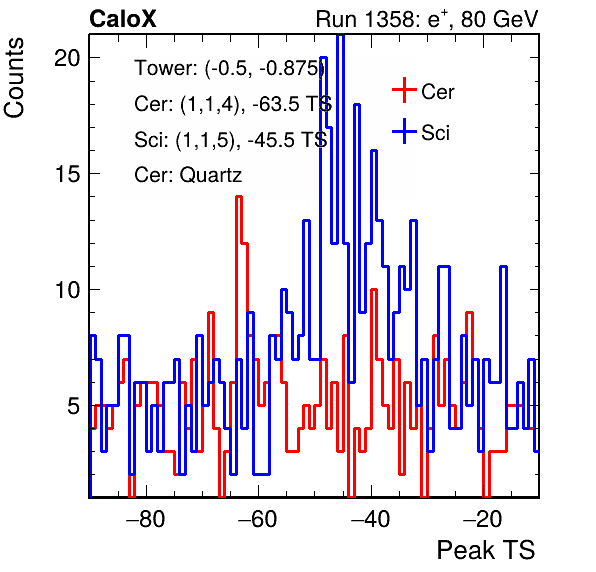 CaloX Run 1358: e+, 80 GeV
Counts
20
15
10
5
Tower: (-0.5, -0.875)
Cer: (1,1,4), -63.5 TS
Sci: (1,1,5), -45.5 TS
Cer: Quartz
Cer
Sci
−80 −60 −40 −20
Peak TS